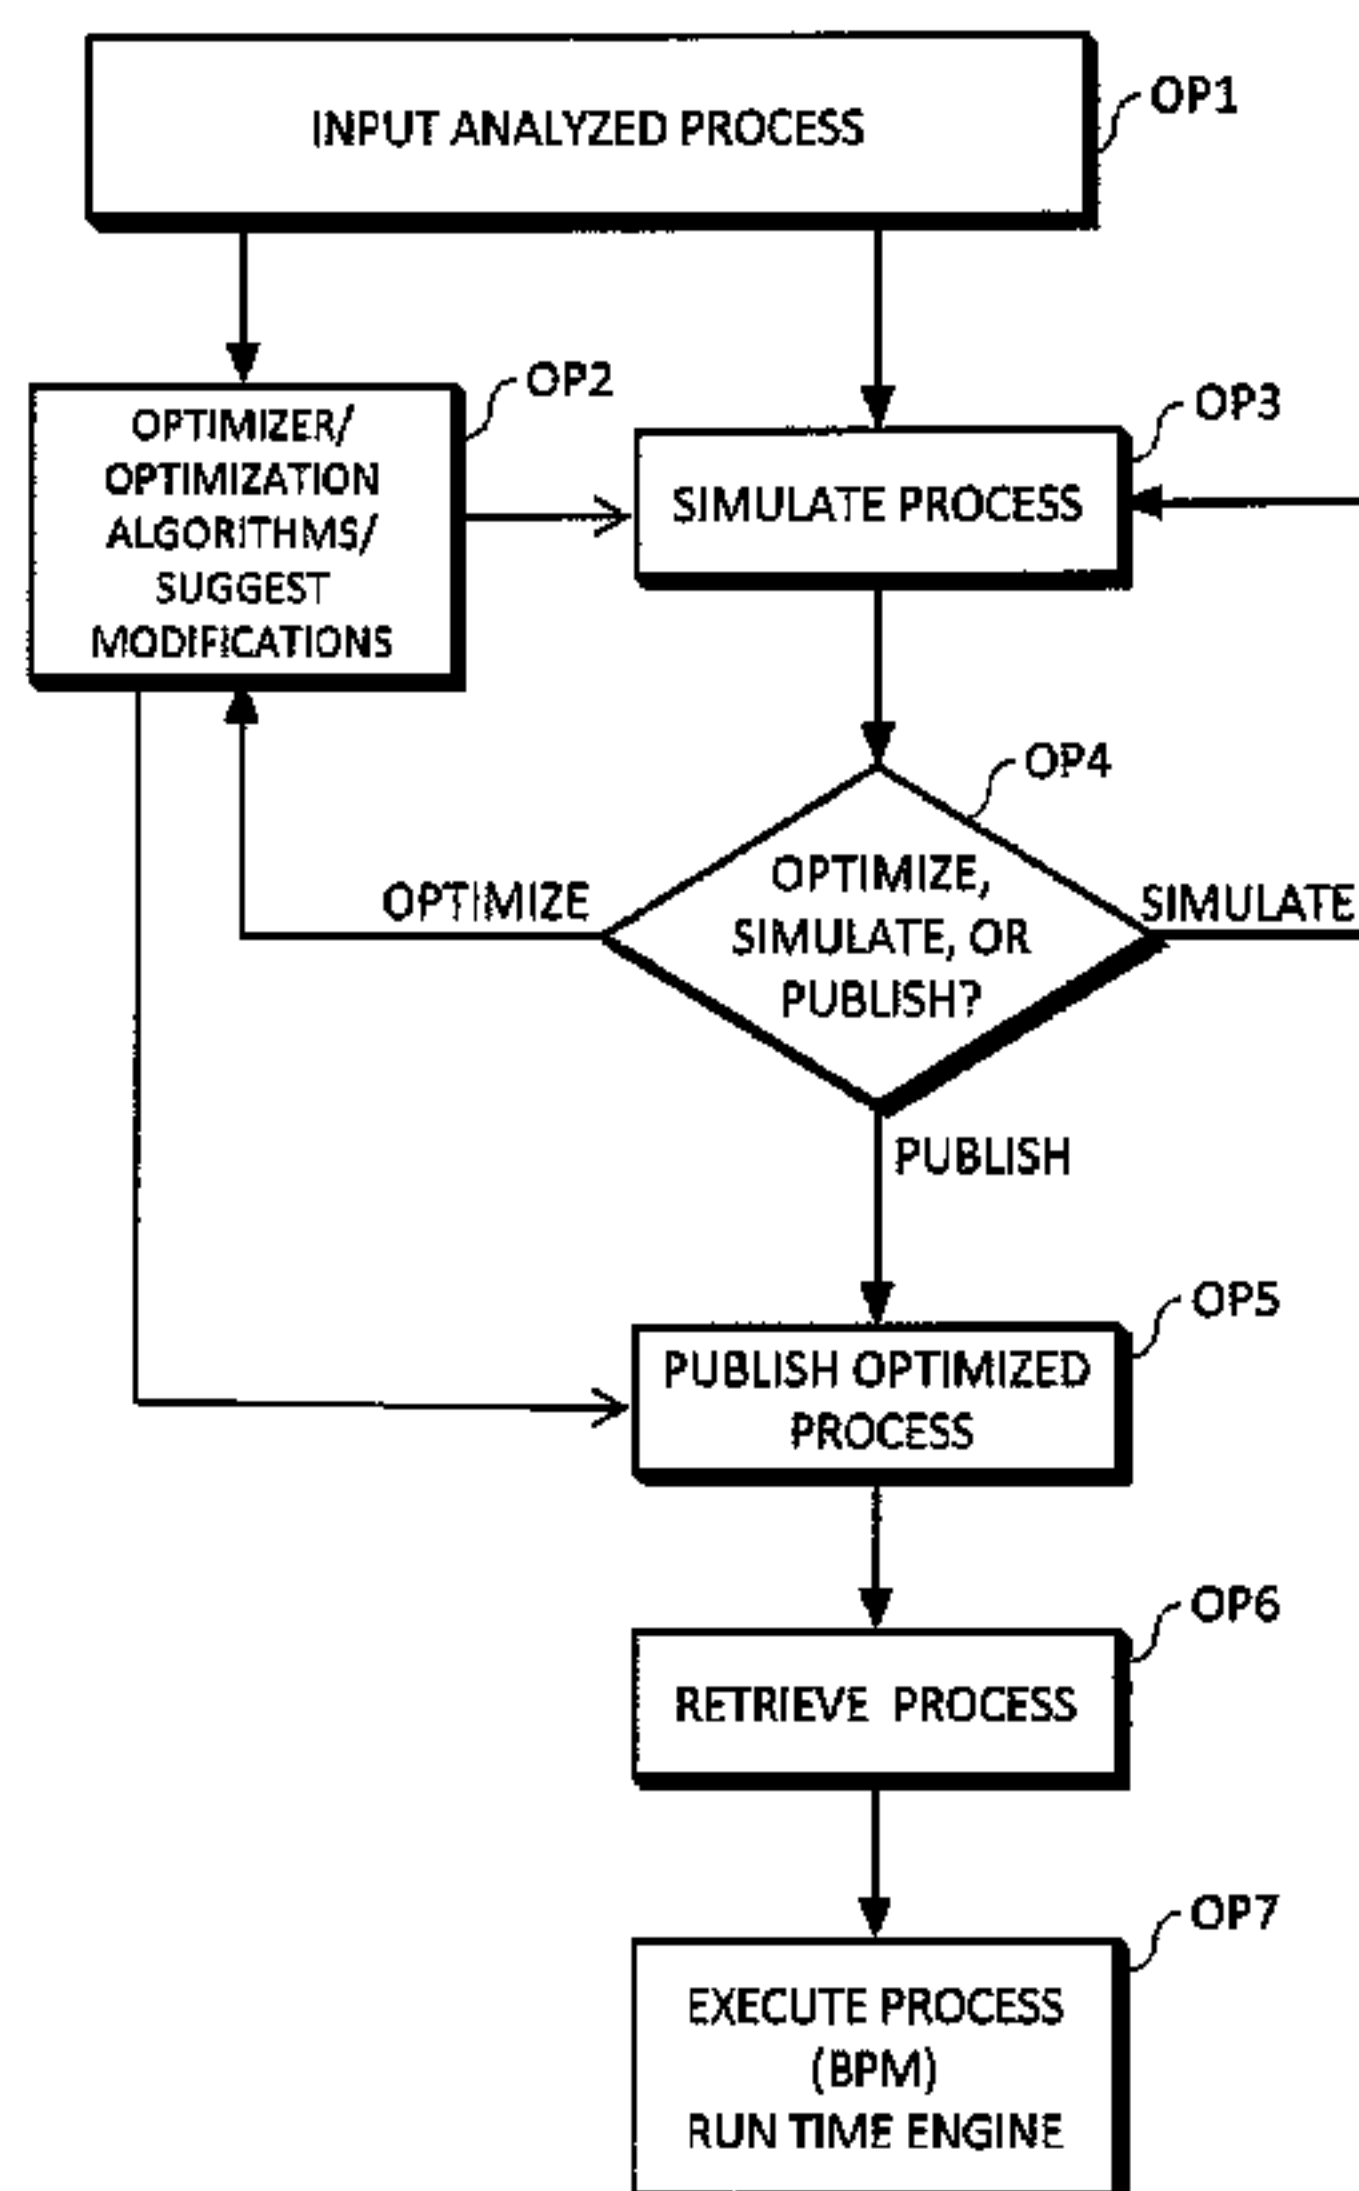 INPUT ANALYZED PROCESS
OP1
OP2
OPTIMIZER/
OPTIMIZATION
ALGORITHMS/
SUGGEST
MODIFICATIONS
OP3
SIMULATE PROCESS
OP4
OPTIMIZE,
SIMULATE, OR
PUBLISH?
OPTIMIZE
SIMULATE
PUBLISH
OP5
PUBLISH OPTIMIZED
PROCESS
OP6
RETRIEVE PROCESS
OP7
EXECUTE PROCESS
(BPM)
RUN TIME ENGINE